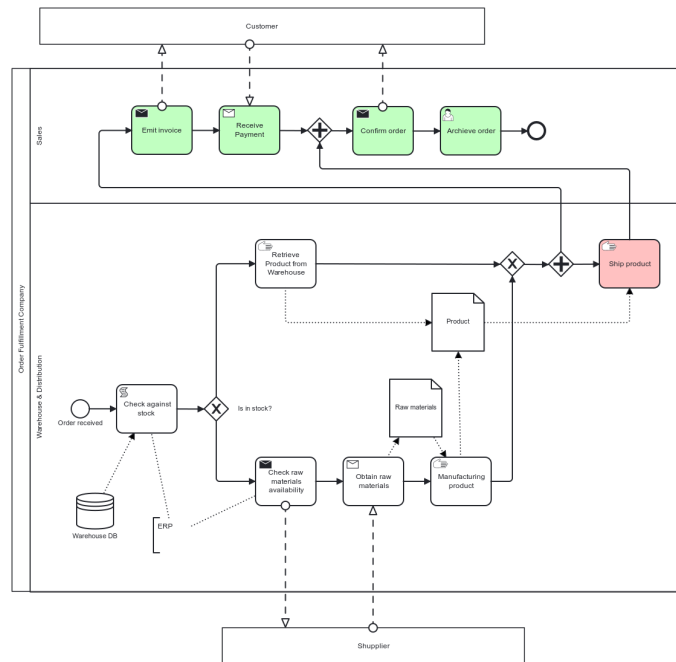 Customer
Order Fulfillment Company
Sales
Emit invoice
Receive
Payment
Confirm order
Archieve order
Warehouse & Distribution
Retrieve
Product from
Warehouse
Ship product
Product
Order received
Check against
stock
Is in stock?
Raw materials
Check raw
materials
availability
Obtain raw
materials
Manufacturing
product
Warehouse DB
ERP
Shupplier